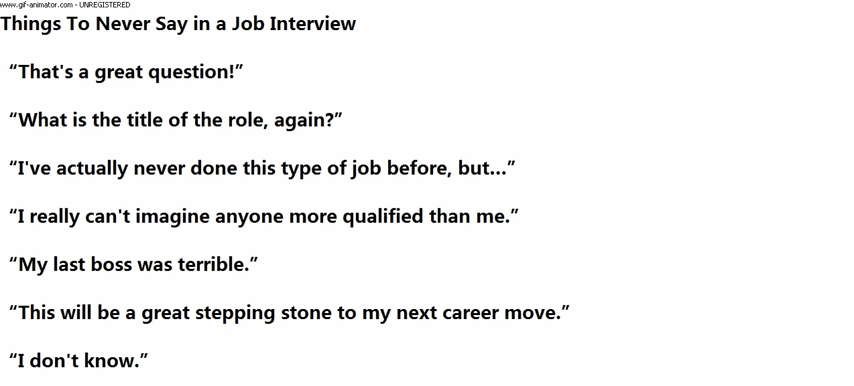 www.gif-animator.com - UNREGISTERED
Things To Never Say in a Job Interview
“That's a great question!”
“What is the title of the role, again?”
“I've actually never done this type of job before, but...”
“I really can't imagine anyone more qualified than me.”
“My last boss was terrible.”
“This will be a great stepping stone to my next career move.”
“I don't know.”